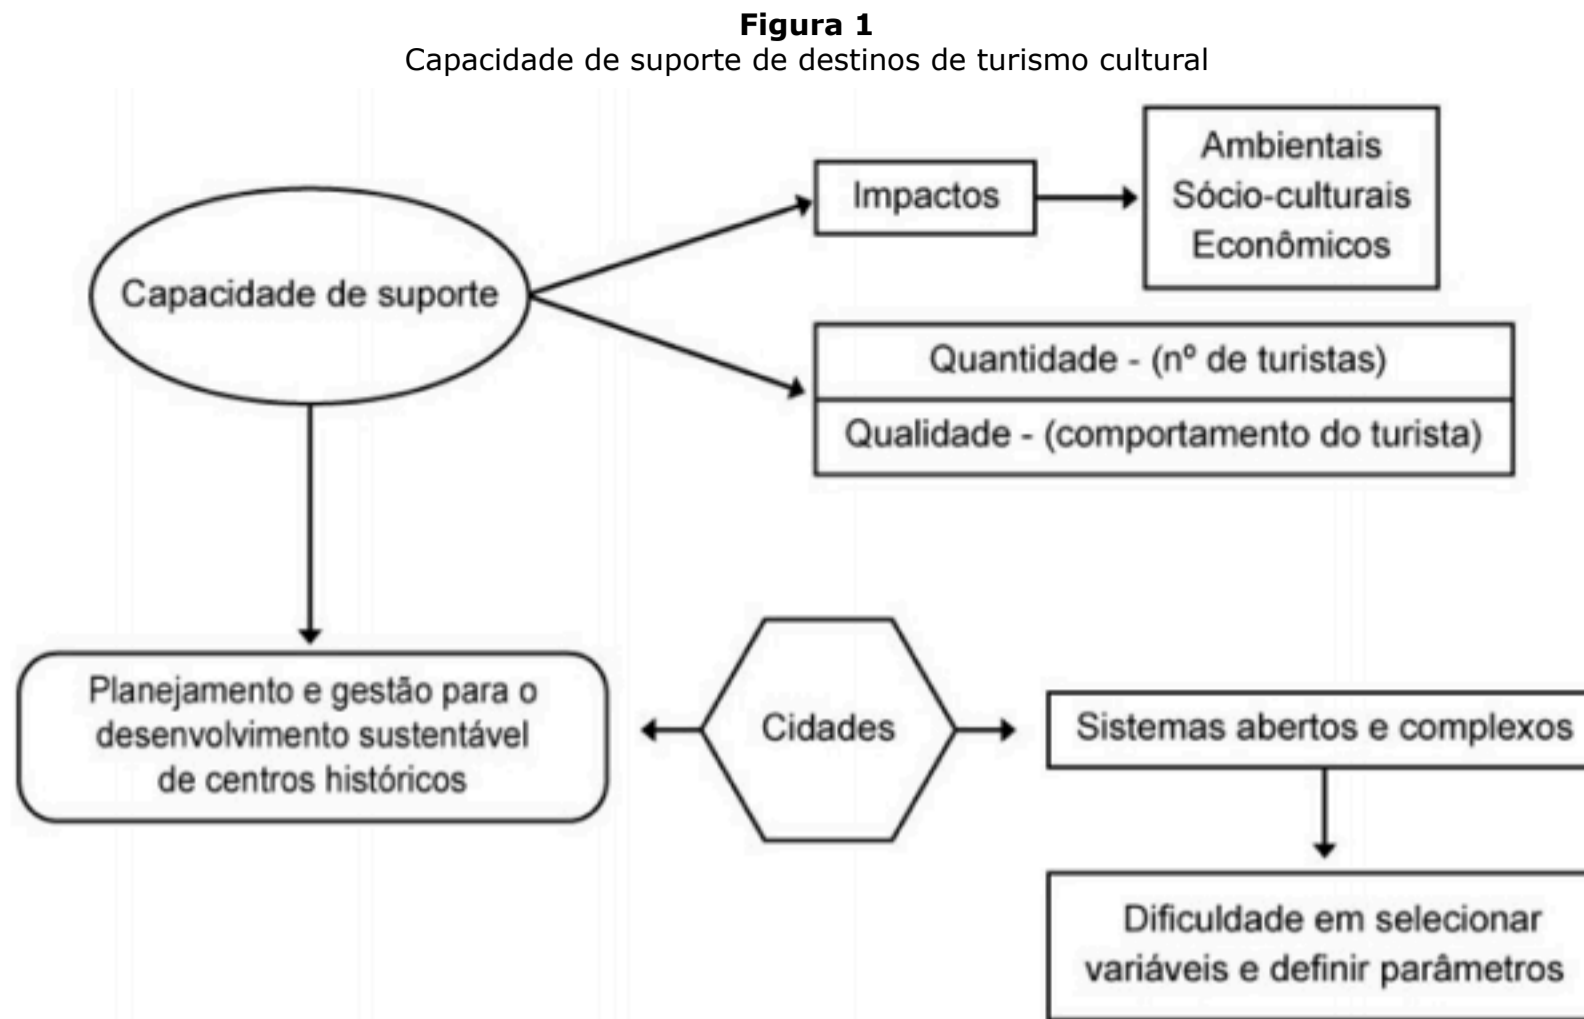 Figura 1
Capacidade de suporte de destinos de turismo cultural
Capacidade de suporte
Impactos
Ambientais
Sócio-culturais
Econômicos
Quantidade - (nº de turistas)
Qualidade - (comportamento do turista)
Planejamento e gestão para o
desenvolvimento sustentável
de centros históricos
Cidades
Sistemas abertos e complexos
Dificuldade em selecionar
variáveis e definir parâmetros